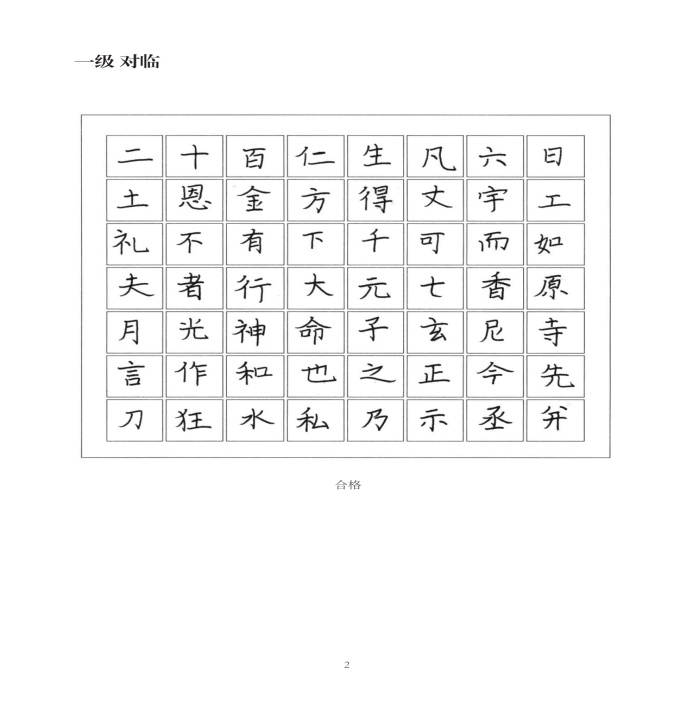 一级 对临
二十百仁生凡六日
土恩金方得丈宇工
礼不有下千可而如
夫者行大元七香原
月光神命子玄尼寺
言作和也之正今先
刀狂水私乃示丞弁
合格
2